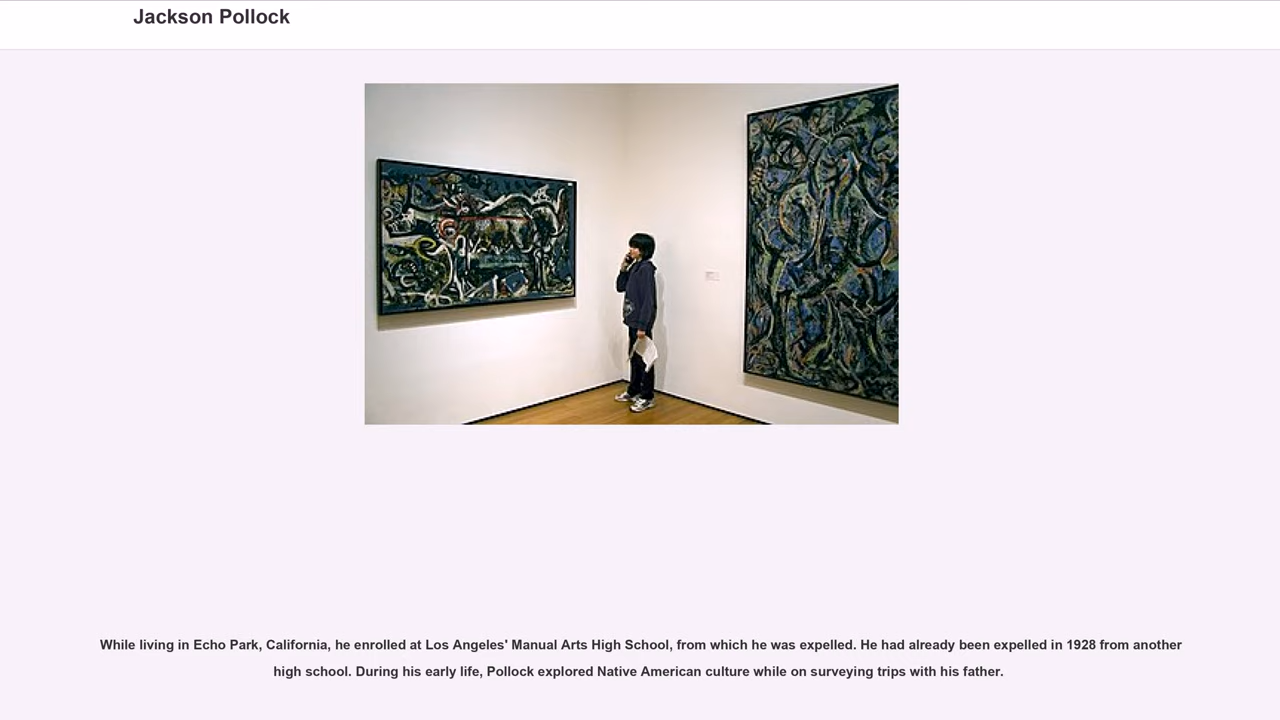 Jackson Pollock
While living in Echo Park, California, he enrolled at Los Angeles' Manual Arts High School, from which he was expelled. He had already been expelled in 1928 from another
high school. During his early life, Pollock explored Native American culture while on surveying trips with his father.